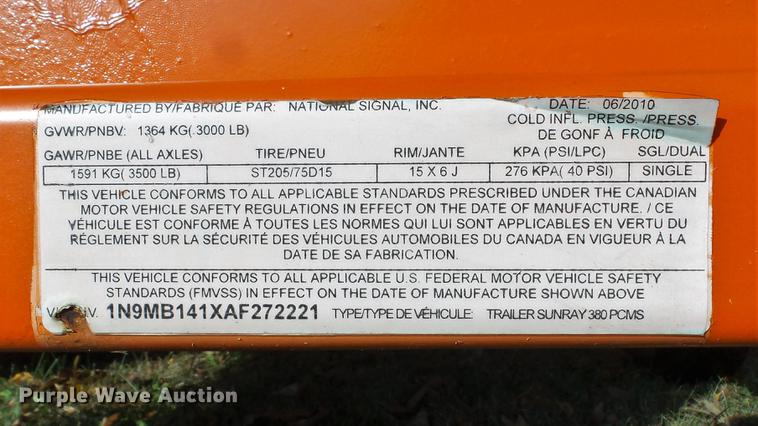 MANUFACTURED BY/FABRIQUÉ PAR: NATIONAL SIGNAL, INC. DATE: 06/2010
GVWR/PNBV: 1364 KG(.3000 LB) COLD INFL. PRESS. /PRESS.
DE GONF À FROID
GAWR/PNBE (ALL AXLES) TIRE/PNEU RIM/JANTE KPA (PSI/LPC) SGL/DUAL
1591 KG( 3500 LB) ST205/75D15 15 X 6 J 276 KPA( 40 PSI) SINGLE
THIS VEHICLE CONFORMS TO ALL APPLICABLE STANDARDS PRESCRIBED UNDER THE CANADIAN
MOTOR VEHICLE SAFETY REGULATIONS IN EFFECT ON THE DATE OF MANUFACTURE. / CE
VÉHICULE EST CONFORME À TOUTES LES NORMES QUI LUI SONT APPLICABLES EN VERTU DU
RÉGLEMENT SUR LA SÉCURITÉ DES VÉHICULES AUTOMOBILES DU CANADA EN VIGUEUR À LA
DATE DE SA FABRICATION.
THIS VEHICLE CONFORMS TO ALL APPLICABLE U.S. FEDERAL MOTOR VEHICLE SAFETY
STANDARDS (FMVSS) IN EFFECT ON THE DATE OF MANUFACTURE SHOWN ABOVE
1N9MB141XAF272221 TYPE/TYPE DE VÉHICULE: TRAILER SUNRAY 380 PCMS
Purple Wave Auction